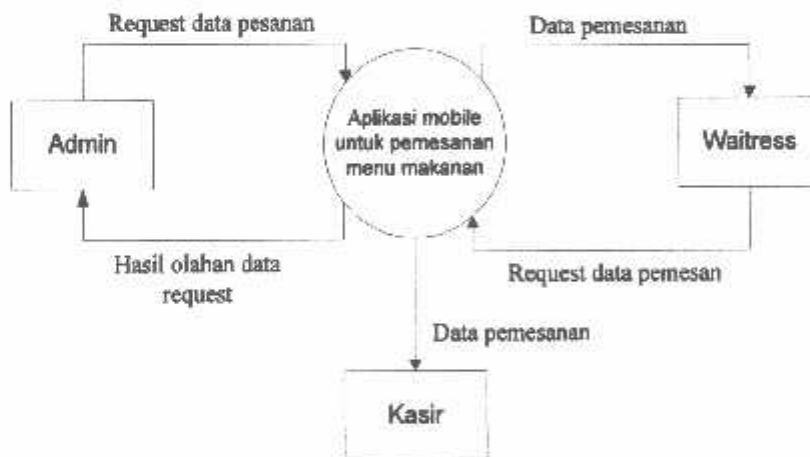 Request data pesanan
Data pemesanan
Admin
Aplikasi mobile
untuk pemesanan
menu makanan
Waitress
Hasil olahan data
request
Request data pemesan
Data pemesanan
Kasir